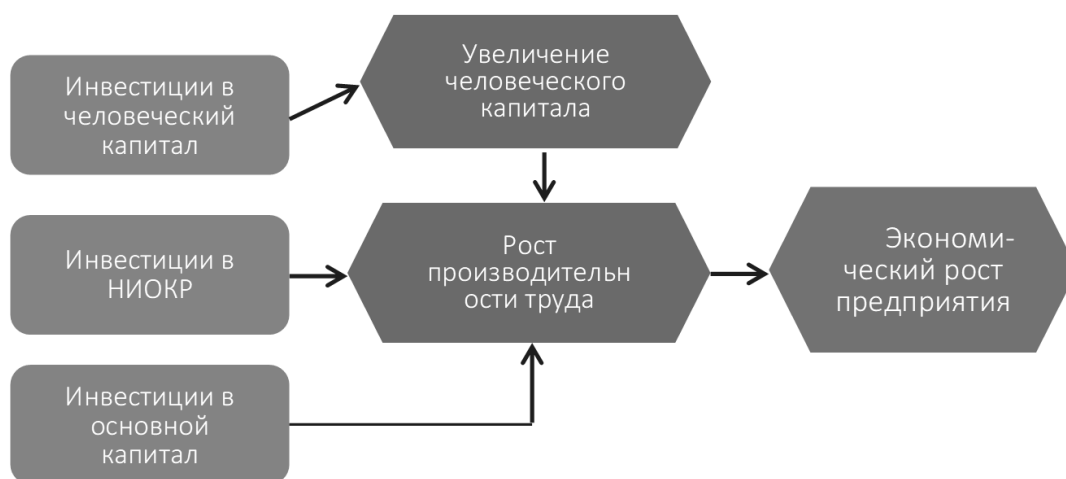 Увеличение
человеческого
капитала
Инвестиции в
человеческий
капитал
Инвестиции в
НИОКР
Рост
производительн
ости труда
Экономи-
ческий рост
предприятия
Инвестиции в
основной
капитал